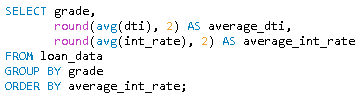 SELECT grade,
       round(avg(dti), 2) AS average_dti,
       round(avg(int_rate), 2) AS average_int_rate
FROM loan_data
GROUP BY grade
ORDER BY average_int_rate;